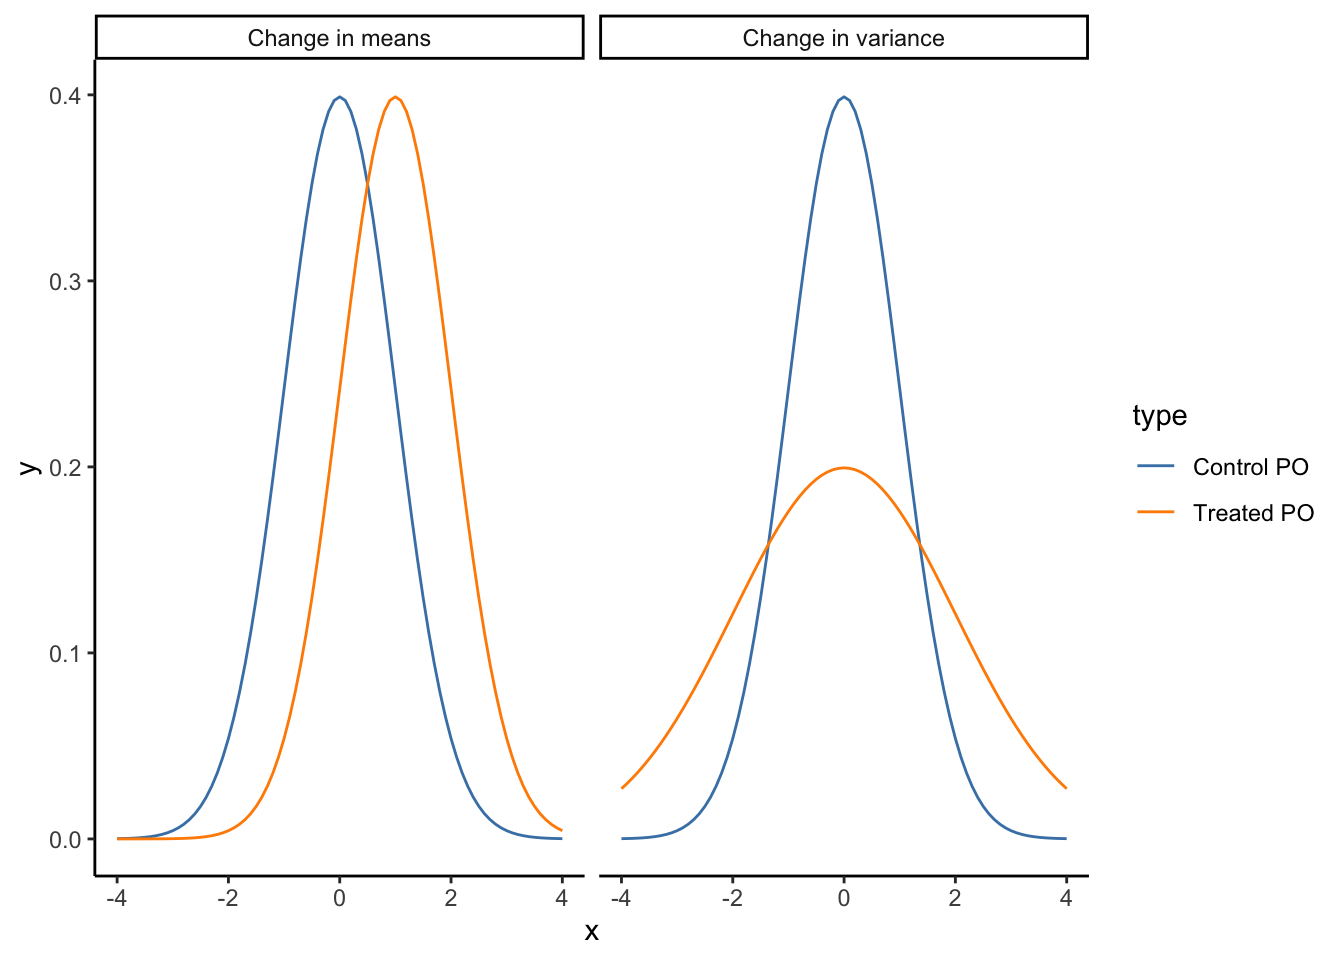 Change in means
Change in variance
0.4
0.3
0.2
0.1
0.0
y
-4 -2 0 2 4
-4 -2 0 2 4
x
type
Control PO
Treated PO